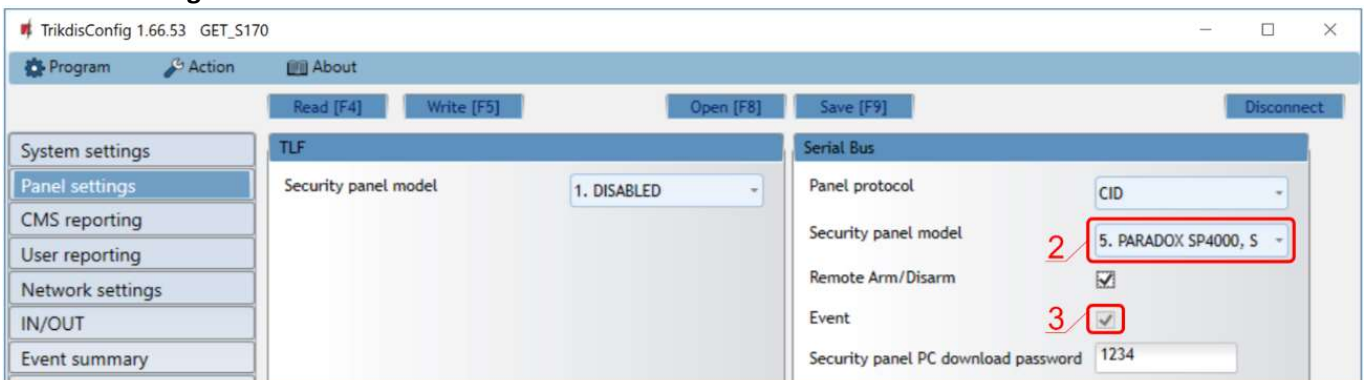 TrikdisConfig 1.66.53 GET_S170
Program Action About
Read [F4] Write [F5] Open [F8] Save [F9] Disconnect
System settings
Panel settings
CMS reporting
User reporting
Network settings
IN/OUT
Event summary
TLF
Security panel model 1. DISABLED
Serial Bus
Panel protocol CID
Security panel model 2 5. PARADOX SP4000, S
Remote Arm/Disarm
Event 3
Security panel PC download password 1234